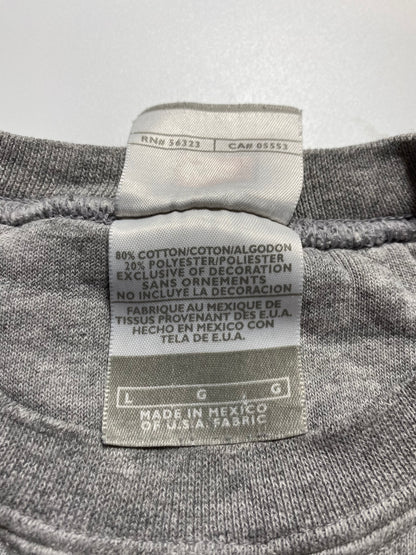 RN# 56323 CA# 05553
80% COTTON/COTON/ALGODON
20% POLYESTER/POLIESTER
EXCLUSIVE OF DECORATION
SANS ORNEMENTS
NO INCLUYE LA DECORACION
FABRIQUE AU MEXIQUE DE
TISSUS PROVENANT DES E.U.A.
HECHO EN MEXICO CON
TELA DE E.U.A.
L G G
MADE IN MEXICO
OF U.S.A. FABRIC